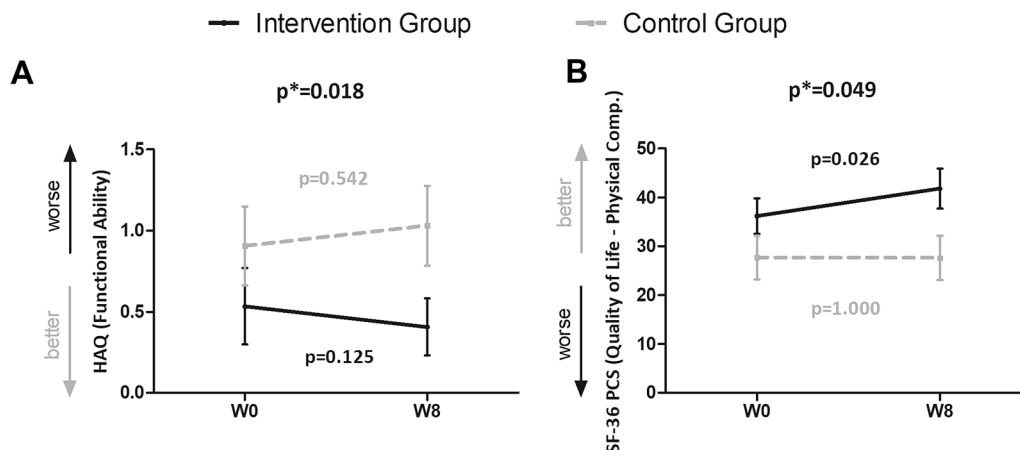 Intervention Group
Control Group
A
p*=0.018
worse
better
HAQ (Functional Ability)
1.5
1.0
0.5
0.0
p=0.542
p=0.125
W0
W8
B
p*=0.049
better
worse
SF-36 PCS (Quality of Life - Physical Comp.)
50
40
30
20
10
0
p=0.026
p=1.000
W0
W8